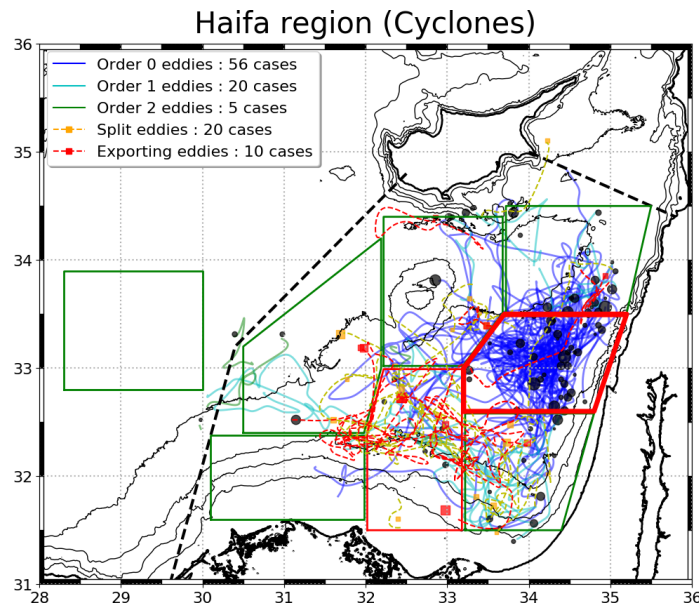 Haifa region (Cyclones)
Order 0 eddies : 56 cases
Order 1 eddies : 20 cases
Order 2 eddies : 5 cases
Split eddies : 20 cases
Exporting eddies : 10 cases
36
35
34
33
32
31
28 29 30 31 32 33 34 35 36